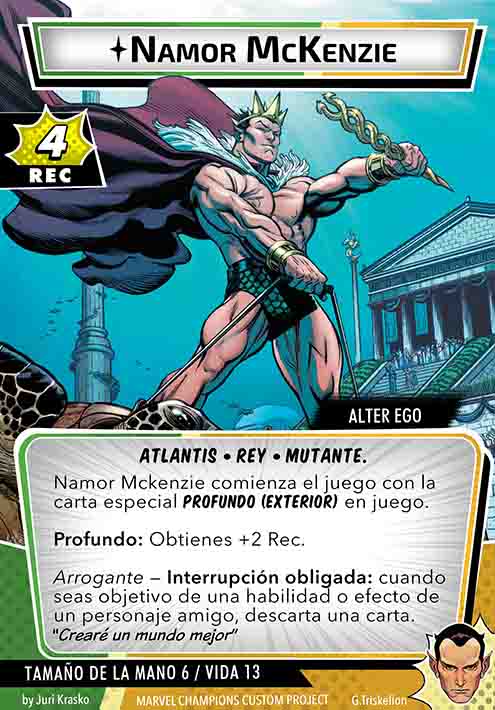 NAMOR MCKENZIE
4
REC
ALTER EGO
ATLANTIS • REY • MUTANTE.
Namor Mckenzie comienza el juego con la
carta especial PROFUNDO (EXTERIOR) en juego.
Profundo: Obtienes +2 Rec.
Arrogante – Interrupción obligada: cuando
seas objetivo de una habilidad o efecto de
un personaje amigo, descarta una carta.
"Crearé un mundo mejor"
TAMAÑO DE LA MANO 6 / VIDA 13
by Juri Krasko MARVEL CHAMPIONS CUSTOM PROJECT G.Triskelion